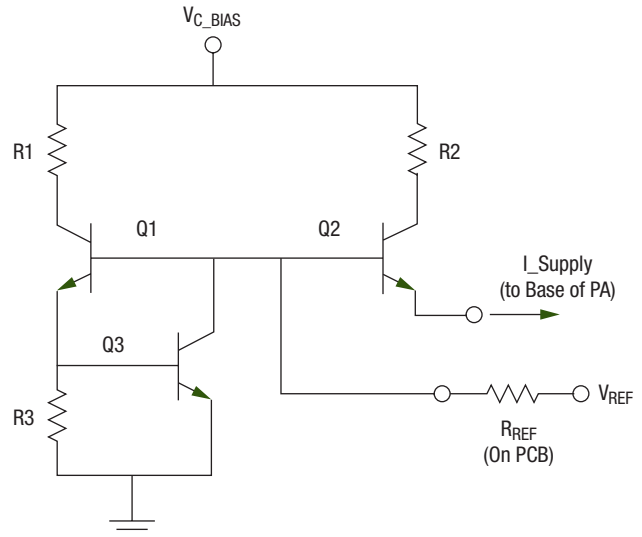 V_C_BIAS
R1
R2
Q1
Q2
I_Supply
(to Base of PA)
Q3
R3
V_REF
R_REF
(On PCB)